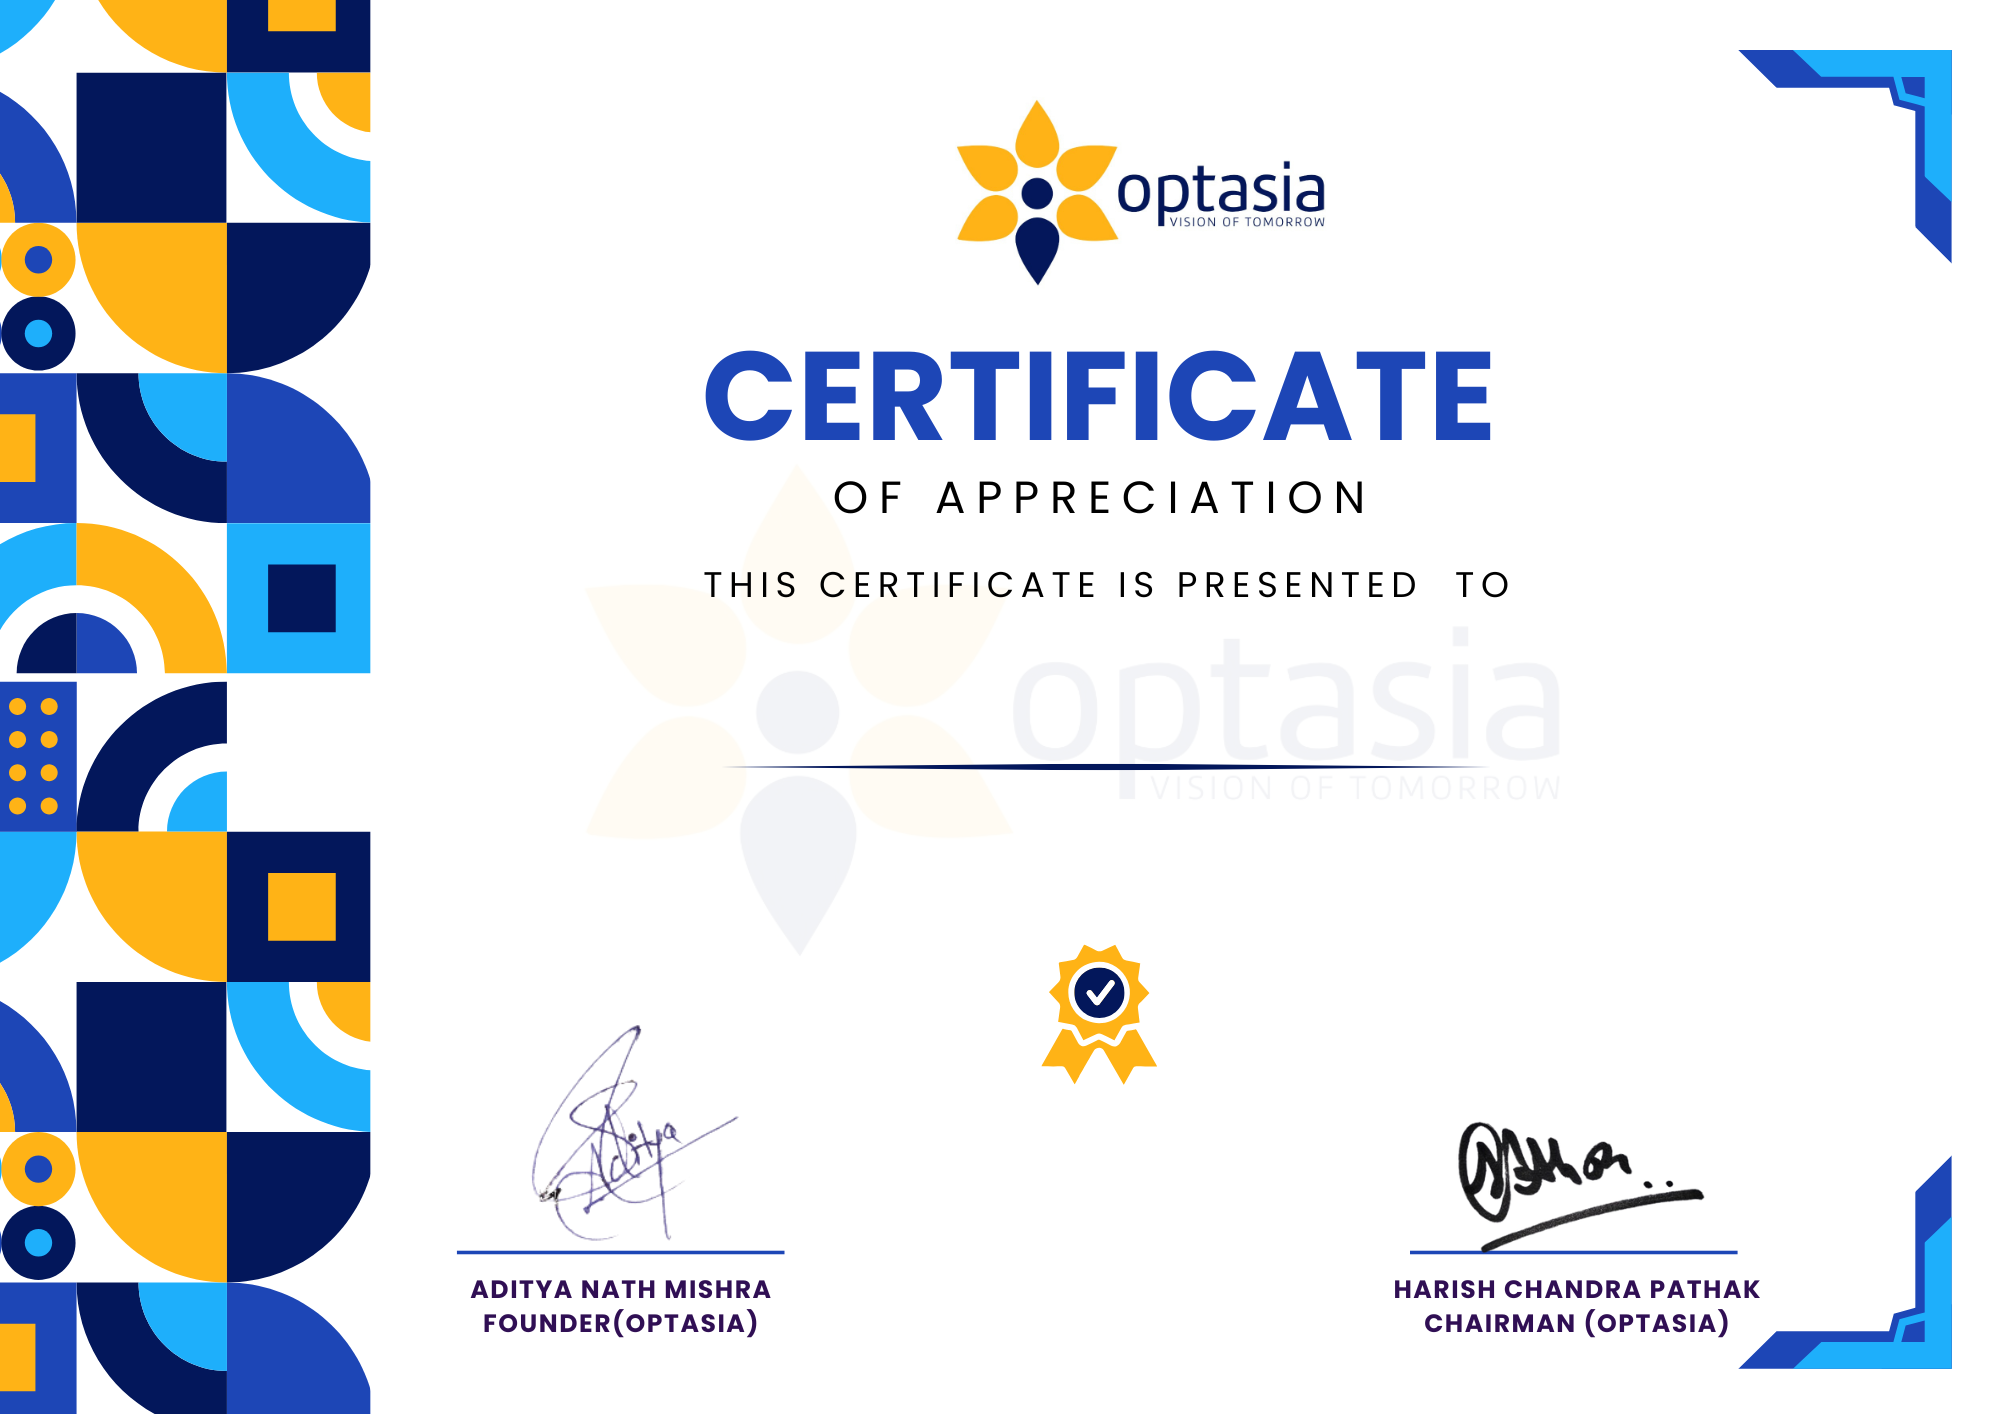 optasia
VISION OF TOMORROW
CERTIFICATE
OF APPRECIATION
THIS CERTIFICATE IS PRESENTED TO
optasia
VISION OF TOMORROW
Aditya
ADITYA NATH MISHRA
FOUNDER(OPTASIA)
HARISH CHANDRA PATHAK
CHAIRMAN (OPTASIA)